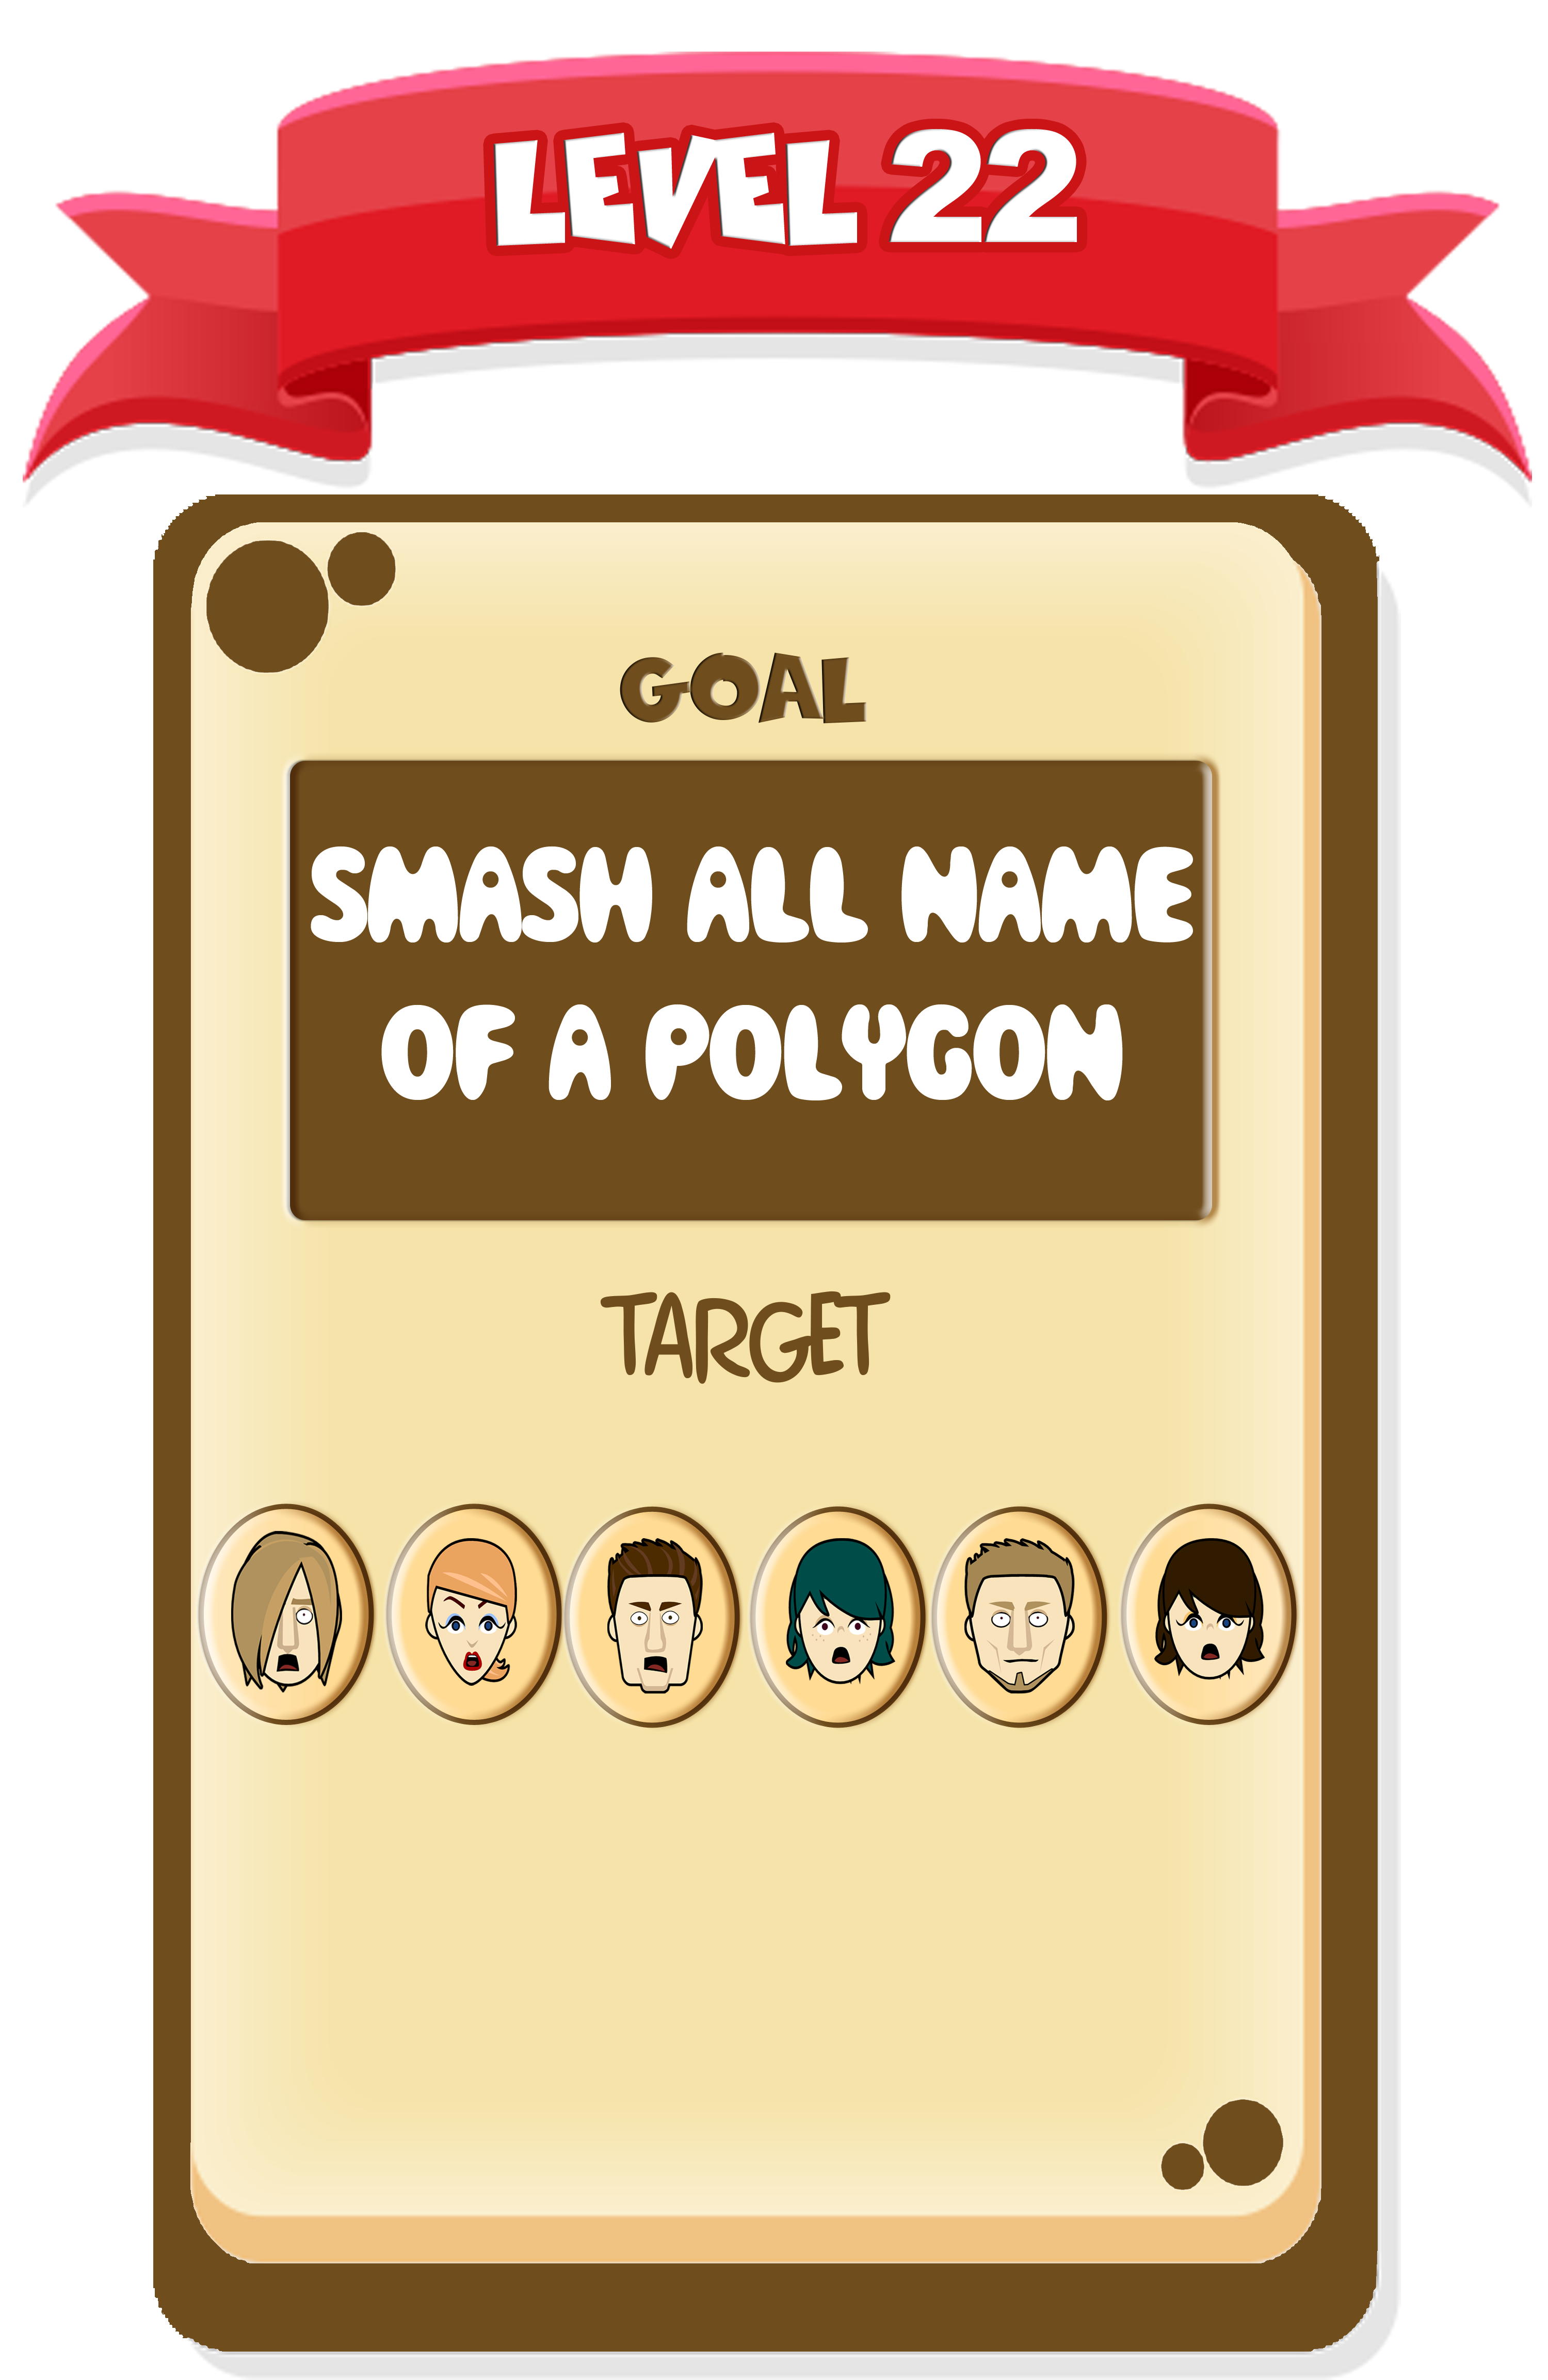 LEVEL 22
GOAL
SMASH ALL NAME
OF A POLYGON
TARGET